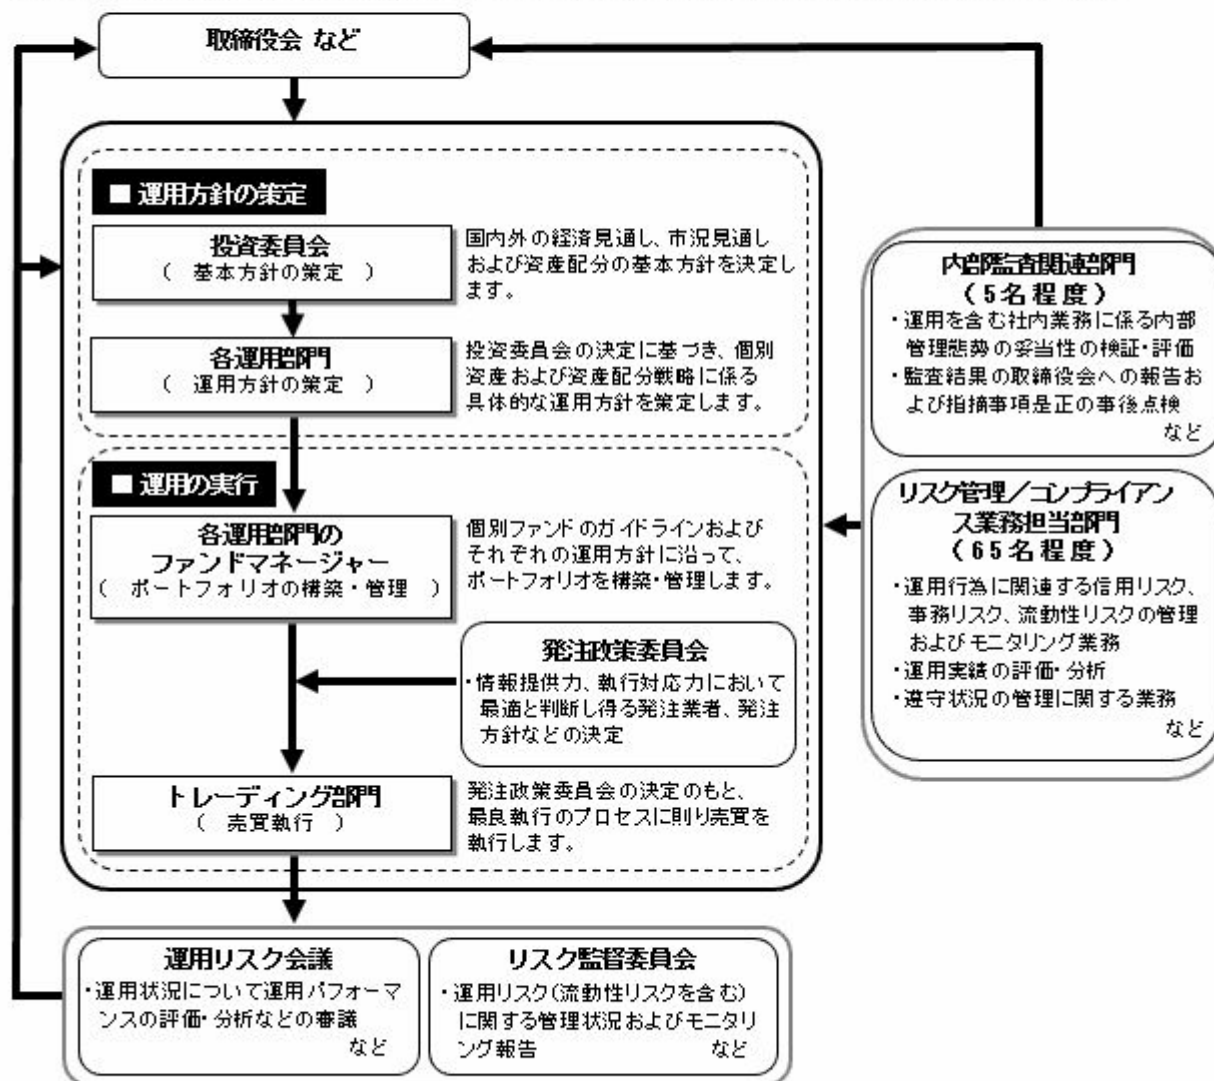 取締役会 など
■ 運用方針の策定
投資委員会
( 基本方針の策定 )
国内外の経済見通し、市況見通し
および資産配分の基本方針を決定し
ます。
各運用部門
( 運用方針の策定 )
投資委員会の決定に基づき、個別
資産および資産配分戦略に係る
具体的な運用方針を策定します。
■ 運用の実行
各運用部門の
ファンドマネージャー
( ポートフォリオの構築・管理 )
個別ファンドのガイドラインおよび
それぞれの運用方針に沿って、
ポートフォリオを構築・管理します。
発注政策委員会
・情報提供力、執行対応力において
最適と判断し得る発注業者、発注
方針などの決定
トレーディング部門
( 売買執行 )
発注政策委員会の決定のもと、
最良執行のプロセスに則り売買を
執行します。
内部監査関連部門
(5名程度)
・運用を含む社内業務に係る内部
管理態勢の妥当性の検証・評価
・監査結果の取締役会への報告お
よび指摘事項是正の事後点検
など
リスク管理/コンプライアン
ス業務担当部門
(65名程度)
・運用行為に関連する信用リスク、
事務リスク、流動性リスクの管理
およびモニタリング業務
・運用実績の評価・分析
・遵守状況の管理に関する業務
など
運用リスク会議
・運用状況について運用パフォーマ
ンスの評価・分析などの審議
など
リスク監督委員会
・運用リスク(流動性リスクを含む)
に関する管理状況およびモニタリ
ング報告 など